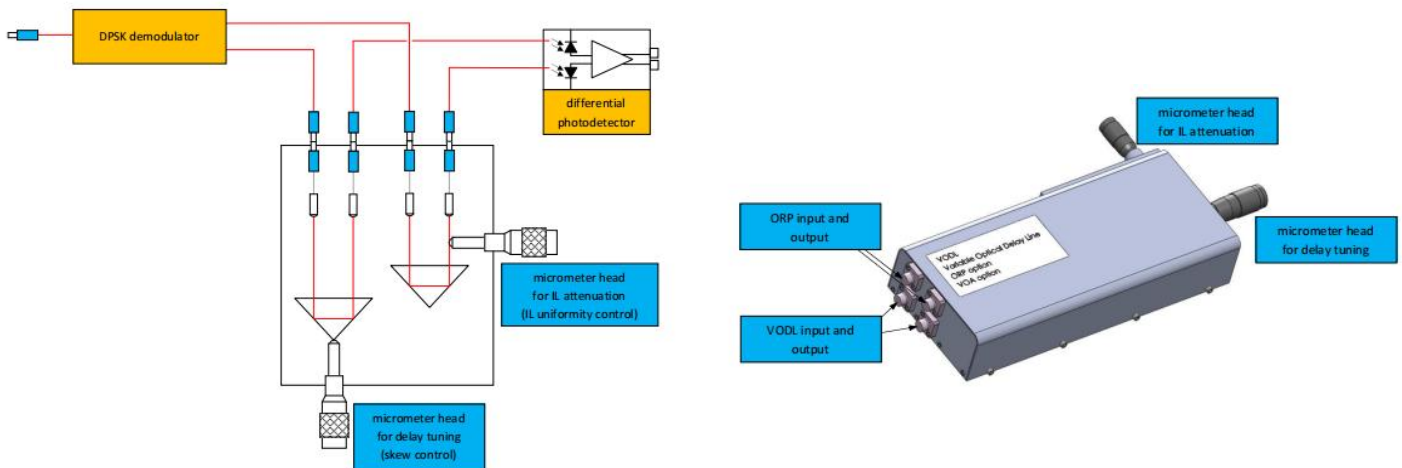 DPSK demodulator
differential
photodetector
micrometer head
for IL attenuation
(IL uniformity control)
micrometer head
for delay tuning
(skew control)
micrometer head
for IL attenuation
ORP input and
output
micrometer head
for delay tuning
VODL
Variable Optical Delay Line
ORP option
VOA option
VODL input and
output